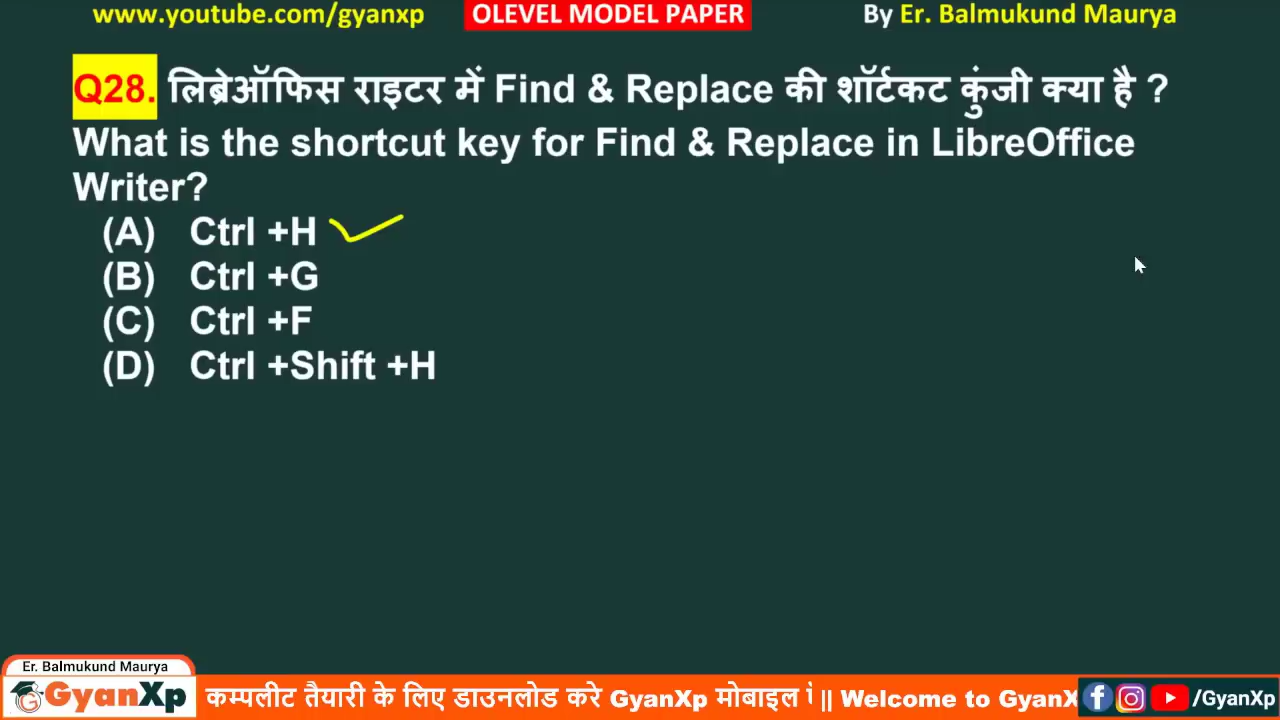 www.youtube.com/gyanxp OLEVEL MODEL PAPER By Er. Balmukund Maurya
Q28. लिब्रेऑफिस राइटर में Find & Replace की शॉर्टकट कुंजी क्या है ?
What is the shortcut key for Find & Replace in LibreOffice
Writer?
(A) Ctrl +H
(B) Ctrl +G
(C) Ctrl +F
(D) Ctrl +Shift +H
Er. Balmukund Maurya
GyanXp कम्पलीट तैयारी के लिए डाउनलोड करे GyanXp मोबाइल || Welcome to GyanX /GyanXp